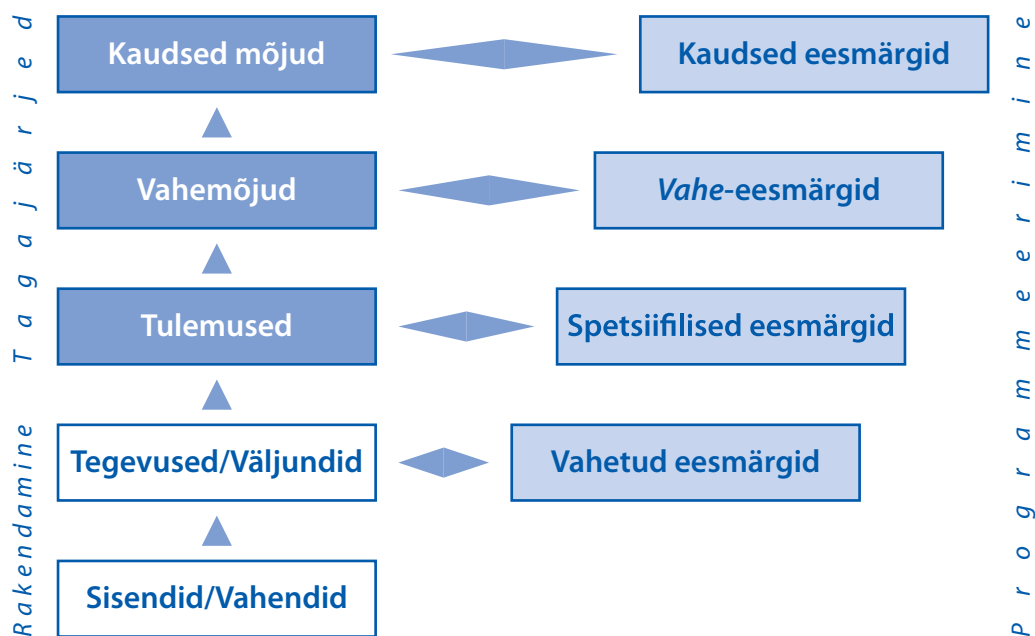 Tagajärjed
Rakendamine
Kaudsed mõjud
Kaudsed eesmärgid
Vahemõjud
Vahe-eesmärgid
Tulemused
Spetsiifilised eesmärgid
Tegevused/Väljundid
Vahetud eesmärgid
Sisendid/Vahendid
Programmeerimine